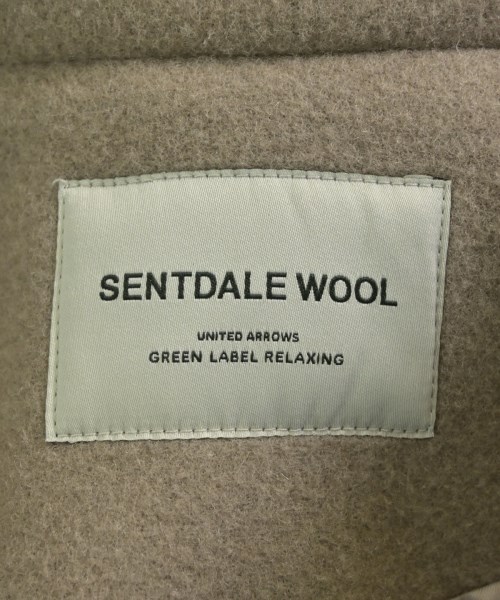 SENTDALE WOOL
UNITED ARROWS
GREEN LABEL RELAXING